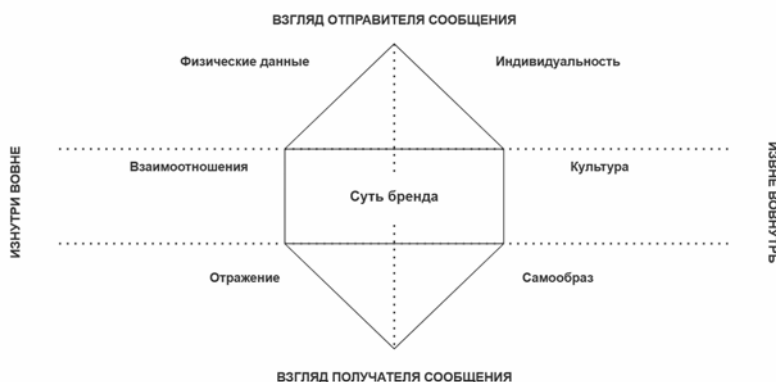 ВЗГЛЯД ОТПРАВИТЕЛЯ СООБЩЕНИЯ
Физические данные
Индивидуальность
ИЗНУТРИ ВОВНЕ
ИЗВНЕ ВОВНУТРЬ
Взаимоотношения
Культура
Суть бренда
Отражение
Самообраз
ВЗГЛЯД ПОЛУЧАТЕЛЯ СООБЩЕНИЯ